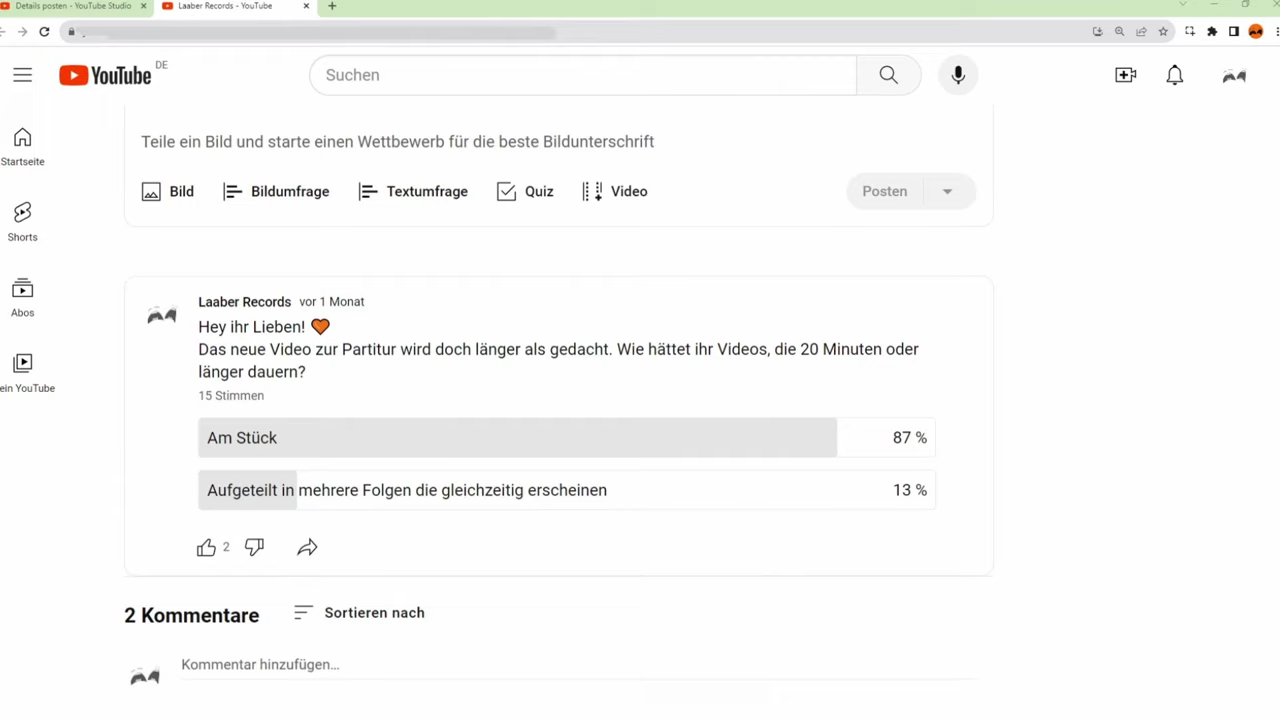 Details posten - YouTube Studio
Laaber Records - YouTube
YouTube DE
Suchen
Teile ein Bild und starte einen Wettbewerb für die beste Bildunterschrift
Bild Bildumfrage Textumfrage Quiz Video Posten
Startseite
Shorts
Abos
ein YouTube
Laaber Records vor 1 Monat
Hey ihr Lieben! 🧡
Das neue Video zur Partitur wird doch länger als gedacht. Wie hättet ihr Videos, die 20 Minuten oder
länger dauern?
15 Stimmen
Am Stück 87 %
Aufgeteilt in mehrere Folgen die gleichzeitig erscheinen 13 %
2
2 Kommentare Sortieren nach
Kommentar hinzufügen...